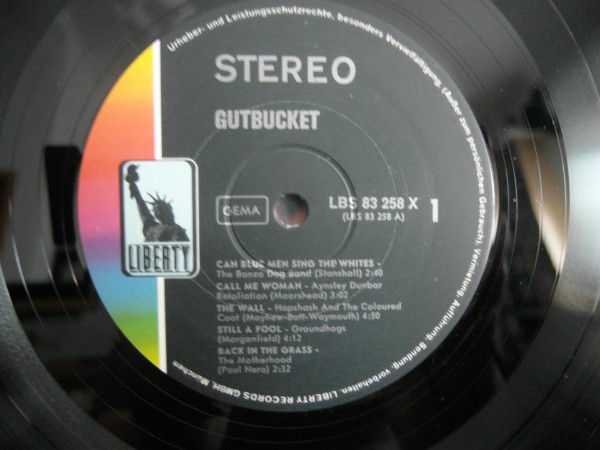 Urheber- und Leistungsschutzrechte, besonders Vervielfältigung, (Außer zum persönlichen Gebrauch), Vermietung, Aufführung, Sendung, vorbehalten. LIBERTY RECORDS GMBH, München
STEREO
GUTBUCKET
GEMA
LBS 83 258 X
(LBS 83 258 A)
1
LIBERTY
CAN BLUE MEN SING THE WHITES -
The Bonzo Dog Band (Stanshall) 2:40
CALL ME WOMAN - Aynsley Dunbar
Retaliation (Moorshead) 3:02
THE WALL - Hapshash And The Coloured
Coat (Mayhew-Batt-Waymouth) 4:50
STILL A FOOL - Groundhogs
(Morganfield) 4:12
BACK IN THE GRASS -
The Motherhood
(Paul Nero) 2:32